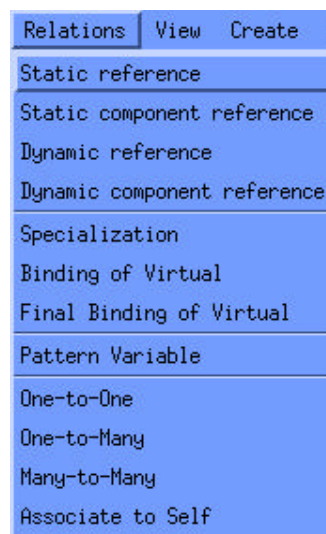 Relations View Create
Static reference
Static component reference
Dynamic reference
Dynamic component reference
Specialization
Binding of Virtual
Final Binding of Virtual
Pattern Variable
One-to-One
One-to-Many
Many-to-Many
Associate to Self